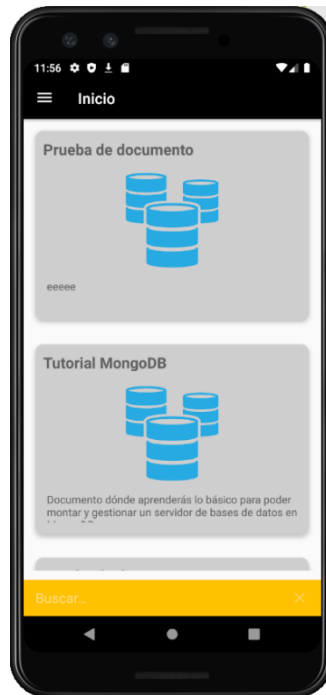 11:56
Inicio
Prueba de documento
eeeee
Tutorial MongoDB
Documento dónde aprenderás lo básico para poder
montar y gestionar un servidor de bases de datos en
Buscar...